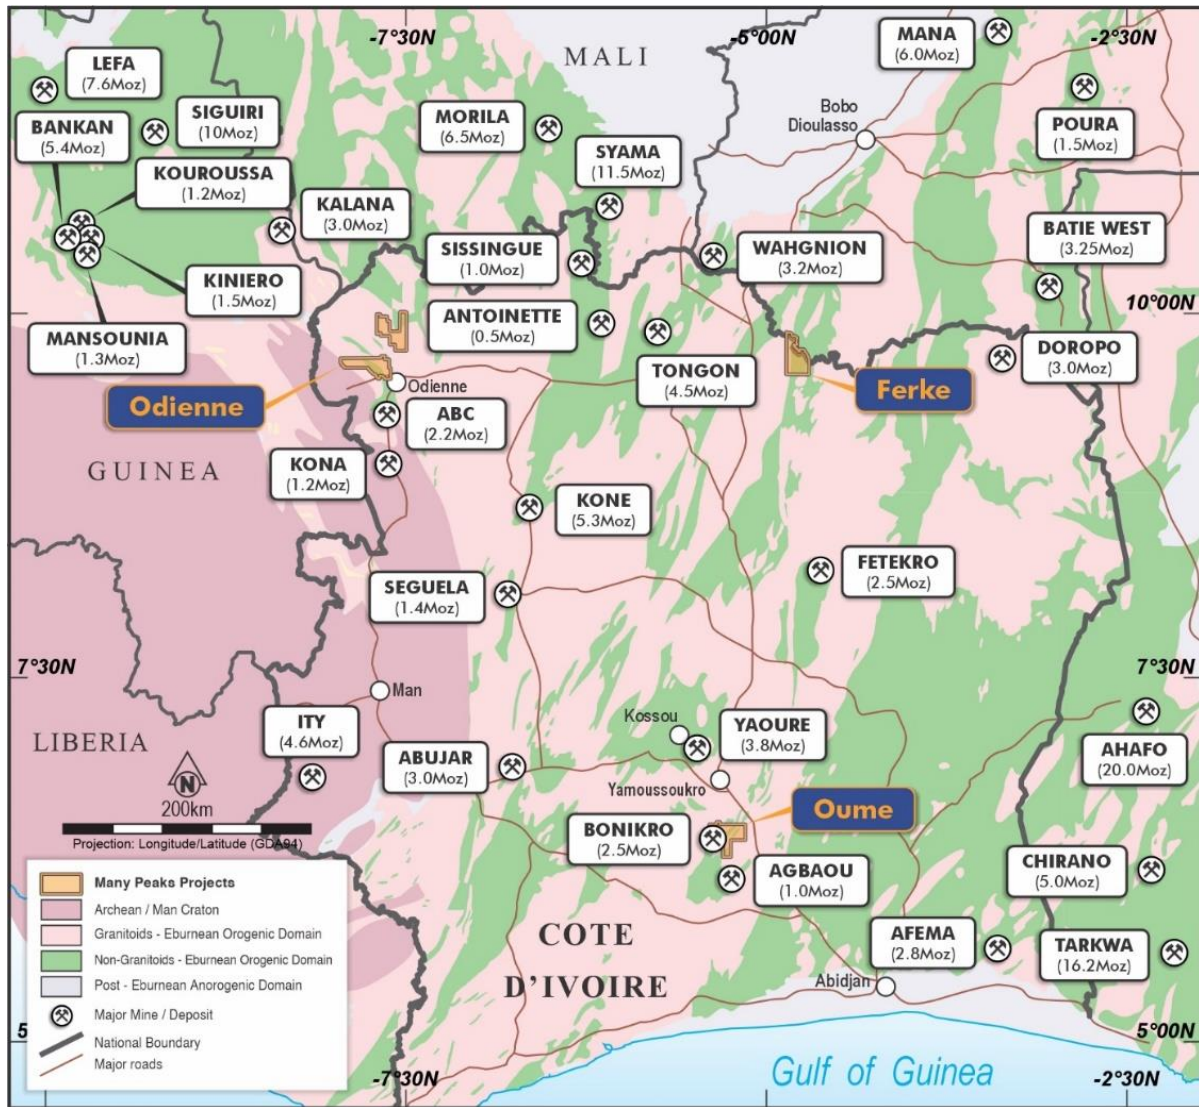 -7°30N
-5°00N
-2°30N
MALI
MANA
(6.0Moz)
LEFA
(7.6Moz)
SIGUIRI
(10Moz)
BANKAN
(5.4Moz)
MORILA
(6.5Moz)
Bobo
Dioulasso
POURA
(1.5Moz)
KOUROUSSA
(1.2Moz)
SYAMA
(11.5Moz)
KALANA
(3.0Moz)
SISSINGUE
(1.0Moz)
WAHGNION
(3.2Moz)
BATIE WEST
(3.25Moz)
KINIERO
(1.5Moz)
10°00N
MANSOUNIA
(1.3Moz)
ANTOINETTE
(0.5Moz)
TONGON
(4.5Moz)
DOROPO
(3.0Moz)
Odienne
Odienne
Ferke
ABC
(2.2Moz)
GUINEA
KONA
(1.2Moz)
KONE
(5.3Moz)
FETEKRO
(2.5Moz)
SEGUELA
(1.4Moz)
7°30N
7°30N
Man
LIBERIA
ITY
(4.6Moz)
Kossou
YAOURE
(3.8Moz)
AHAFO
(20.0Moz)
ABUJAR
(3.0Moz)
Yamoussoukro
N
200km
Projection: Longitude/Latitude (GDA94)
Oume
BONIKRO
(2.5Moz)
AGBAOU
(1.0Moz)
CHIRANO
(5.0Moz)
COTE
D'IVOIRE
AFEMA
(2.8Moz)
TARKWA
(16.2Moz)
Abidjan
Many Peaks Projects
Archean / Man Craton
Granitoids - Eburnean Orogenic Domain
Non-Granitoids - Eburnean Orogenic Domain
Post - Eburnean Anorogenic Domain
Major Mine / Deposit
National Boundary
Major roads
5
5°00N
Gulf of Guinea
-7°30N
-2°30N